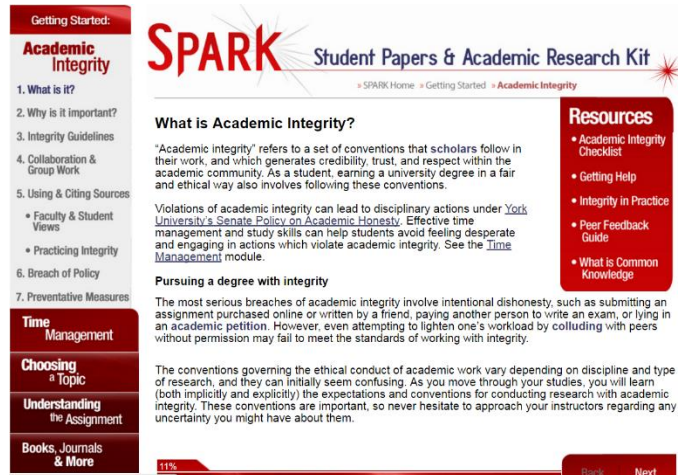 Getting Started:
Academic
Integrity
1. What is it?
2. Why is it important?
3. Integrity Guidelines
4. Collaboration &
Group Work
5. Using & Citing Sources
• Faculty & Student
Views
• Practicing Integrity
6. Breach of Policy
7. Preventative Measures
Time
Management
Choosing
a Topic
Understanding
the Assignment
Books, Journals
& More
SPARK Student Papers & Academic Research Kit
» SPARK Home » Getting Started » Academic Integrity
What is Academic Integrity?
“Academic integrity” refers to a set of conventions that scholars follow in
their work, and which generates credibility, trust, and respect within the
academic community. As a student, earning a university degree in a fair
and ethical way also involves following these conventions.
Violations of academic integrity can lead to disciplinary actions under York
University's Senate Policy on Academic Honesty. Effective time
management and study skills can help students avoid feeling desperate
and engaging in actions which violate academic integrity. See the Time
Management module.
Pursuing a degree with integrity
The most serious breaches of academic integrity involve intentional dishonesty, such as submitting an
assignment purchased online or written by a friend, paying another person to write an exam, or lying in
an academic petition. However, even attempting to lighten one's workload by colluding with peers
without permission may fail to meet the standards of working with integrity.
The conventions governing the ethical conduct of academic work vary depending on discipline and type
of research, and they can initially seem confusing. As you move through your studies, you will learn
(both implicitly and explicitly) the expectations and conventions for conducting research with academic
integrity. These conventions are important, so never hesitate to approach your instructors regarding any
uncertainty you might have about them.
Resources
• Academic Integrity
Checklist
• Getting Help
• Integrity in Practice
• Peer Feedback
Guide
• What is Common
Knowledge
11%
Back Next